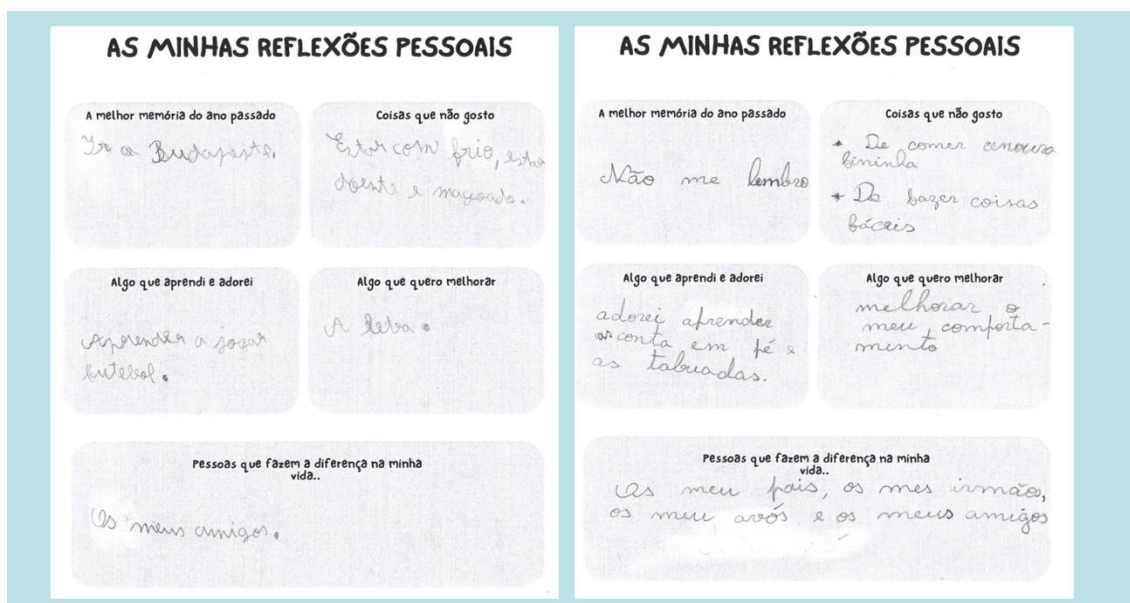 AS MINHAS REFLEXÕES PESSOAIS
A melhor memória do ano passado
Ir a Budapeste.
Coisas que não gosto
Estar com frio, estar
doente e magoado.
Algo que aprendi e adorei
Aprender a jogar
futebol.
Algo que quero melhorar
A letra.
Pessoas que fazem a diferença na minha
vida..
Os meus amigos.
AS MINHAS REFLEXÕES PESSOAIS
A melhor memória do ano passado
Não me lembro
Coisas que não gosto
* De comer cenoura
fininha
* De fazer coisas
fáceis
Algo que aprendi e adorei
adorei aprender
as conta em pé e
as tabuadas.
Algo que quero melhorar
melhorar o
meu comporta-
mento
Pessoas que fazem a diferença na minha
vida..
Os meu pais, os mes irmãos,
os meu avós e os meus amigos